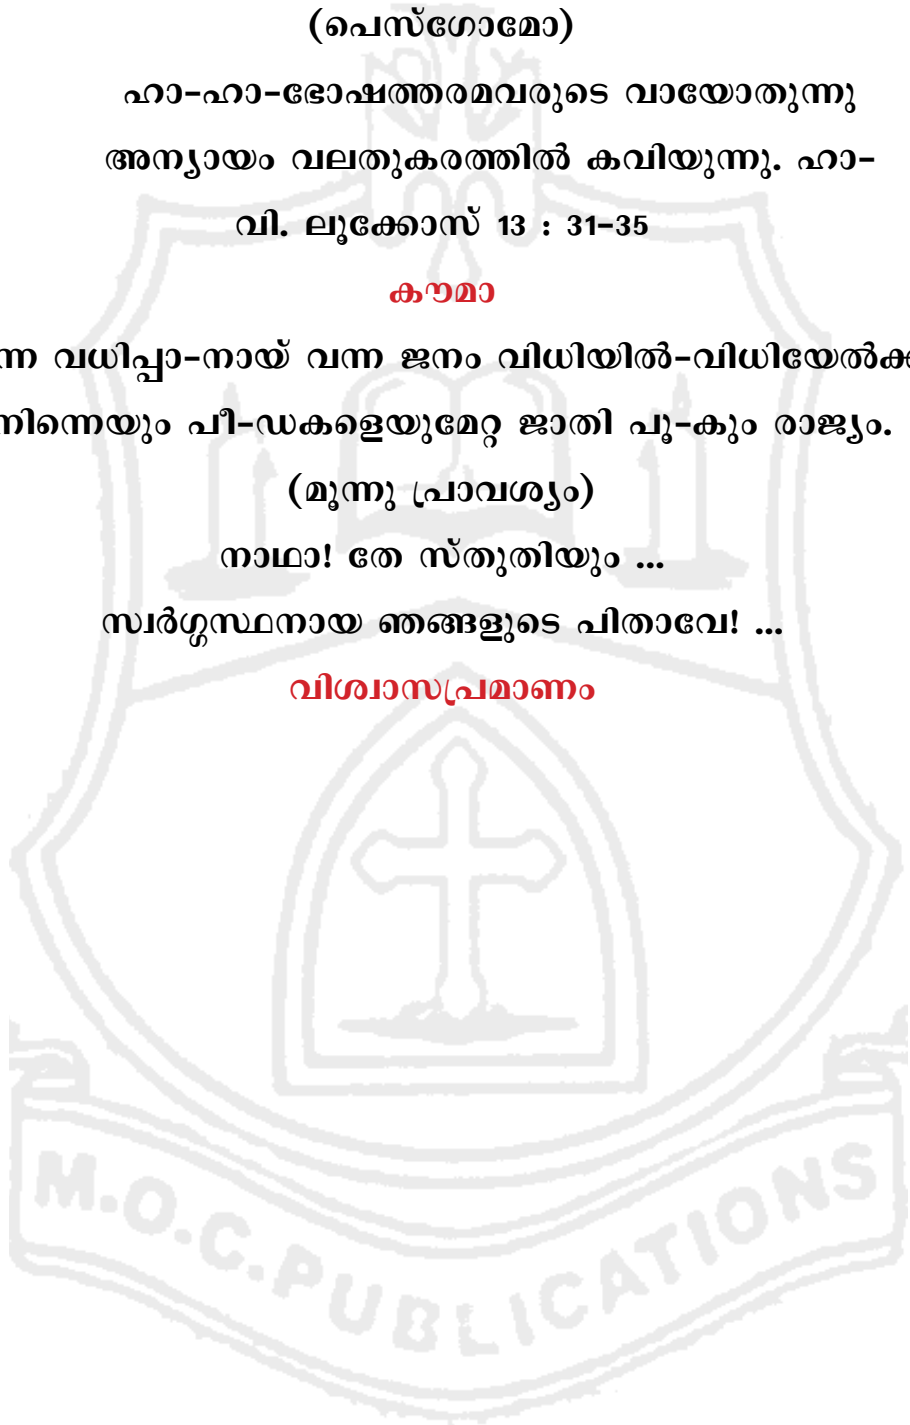 (പെസ്ഗോമോ)
ഹാ-ഹാ-ഭോഷത്തരമവരുടെ വായോതുന്നു
അന്യായം വലതുകരത്തിൽ കവിയുന്നു. ഹാ-
വി. ലൂക്കോസ് 13 : 31-35
കൗമാ
വധിപ്പാ-നായ് വന്ന ജനം വിധിയിൽ-
നിന്നെയും പീ-ഡകളെയുമേറ്റ ജാതി പൂ-കും രാജ്യം.
(മൂന്നു പ്രാവശ്യം)
നാഥാ! തേ സ്തുതിയും ...
സ്വർഗ്ഗസ്ഥനായ ഞങ്ങളുടെ പിതാവേ! ...
വിശ്വാസപ്രമാണം
M.O.C.PUBLICATIONS